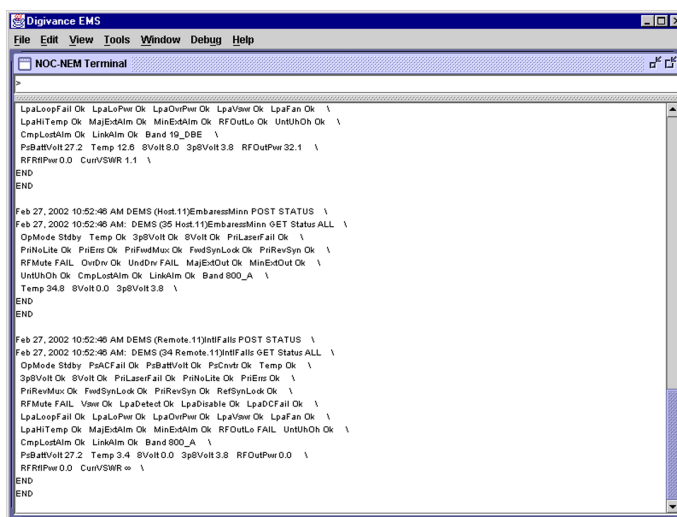 Digivance EMS
File Edit View Tools Window Debug Help
NOC-NEM Terminal
>
LpaLoopFail Ok LpaLoPwr Ok LpaOvrPwr Ok LpaVswr Ok LpaFan Ok \
LpaHiTemp Ok MajExtAlm Ok MinExtAlm Ok RFOutLo Ok UntUhOh Ok \
CmpLostAlm Ok LinkAlm Ok Band 19_DBE \
PsBattVolt 27.2 Temp 12.6 8Volt 8.0 3p8Volt 3.8 RFOutPwr 32.1 \
RFRflPwr 0.0 CurrVSWR 1.1 \
END
END
Feb 27, 2002 10:52:46 AM DEMS (Host.11)EmbaressMinn POST STATUS \
Feb 27, 2002 10:52:46 AM: DEMS (35 Host.11)EmbaressMinn GET Status ALL \
OpMode Stdby Temp Ok 3p8Volt Ok 8Volt Ok PriLaserFail Ok \
PriNoLite Ok PriErrs Ok PriFwdMux Ok FwdSynLock Ok PriRevSyn Ok \
RFMute FAIL OvrDrv Ok UndDrv FAIL MajExtOut Ok MinExtOut Ok \
UntUhOh Ok CmpLostAlm Ok LinkAlm Ok Band 800_A \
Temp 34.8 8Volt 0.0 3p8Volt 3.8 \
END
END
Feb 27, 2002 10:52:46 AM DEMS (Remote.11)IntlFalls POST STATUS \
Feb 27, 2002 10:52:46 AM: DEMS (34 Remote.11)IntlFalls GET Status ALL \
OpMode Stdby PsACFail Ok PsBattVolt Ok PsCnvtr Ok Temp Ok \
3p8Volt Ok 8Volt Ok PriLaserFail Ok PriNoLite Ok PriErrs Ok \
PriRevMux Ok FwdSynLock Ok PriRevSyn Ok RefSynLock Ok \
RFMute FAIL Vswr Ok LpaDetect Ok LpaDisable Ok LpaDCFail Ok \
LpaLoopFail Ok LpaLoPwr Ok LpaOvrPwr Ok LpaVswr Ok LpaFan Ok \
LpaHiTemp Ok MajExtAlm Ok MinExtAlm Ok RFOutLo FAIL UntUhOh Ok \
CmpLostAlm Ok LinkAlm Ok Band 800_A \
PsBattVolt 27.2 Temp 3.4 8Volt 0.0 3p8Volt 3.8 RFOutPwr 0.0 \
RFRflPwr 0.0 CurrVSWR ∞ \
END
END